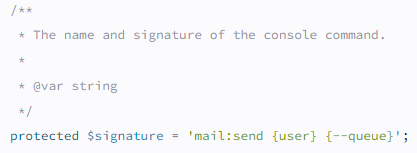 /**
 * The name and signature of the console command.
 *
 * @var string
 */
protected $signature = 'mail:send {user} {--queue}';